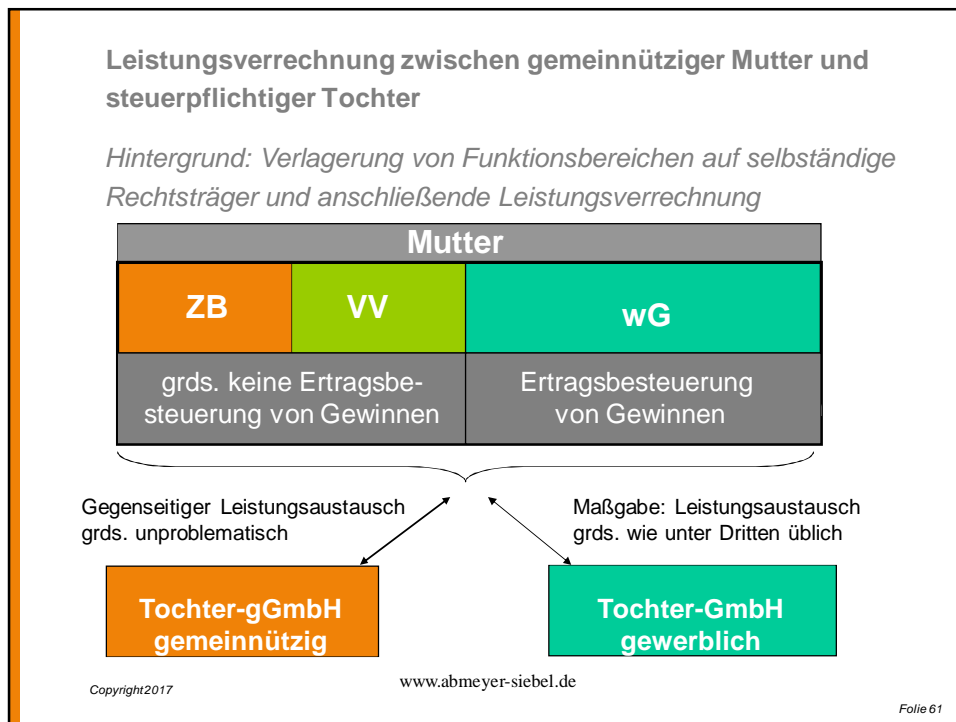 Leistungsverrechnung zwischen gemeinnütziger Mutter und
steuerpflichtiger Tochter
Hintergrund: Verlagerung von Funktionsbereichen auf selbständige
Rechtsträger und anschließende Leistungsverrechnung
Mutter
ZB
VV
wG
grds. keine Ertragsbe-
steuerung von Gewinnen
Ertragsbesteuerung
von Gewinnen
Gegenseitiger Leistungsaustausch
grds. unproblematisch
Maßgabe: Leistungsaustausch
grds. wie unter Dritten üblich
Tochter-gGmbH
gemeinnützig
Tochter-GmbH
gewerblich
Copyright2017
www.abmeyer-siebel.de
Folie 61